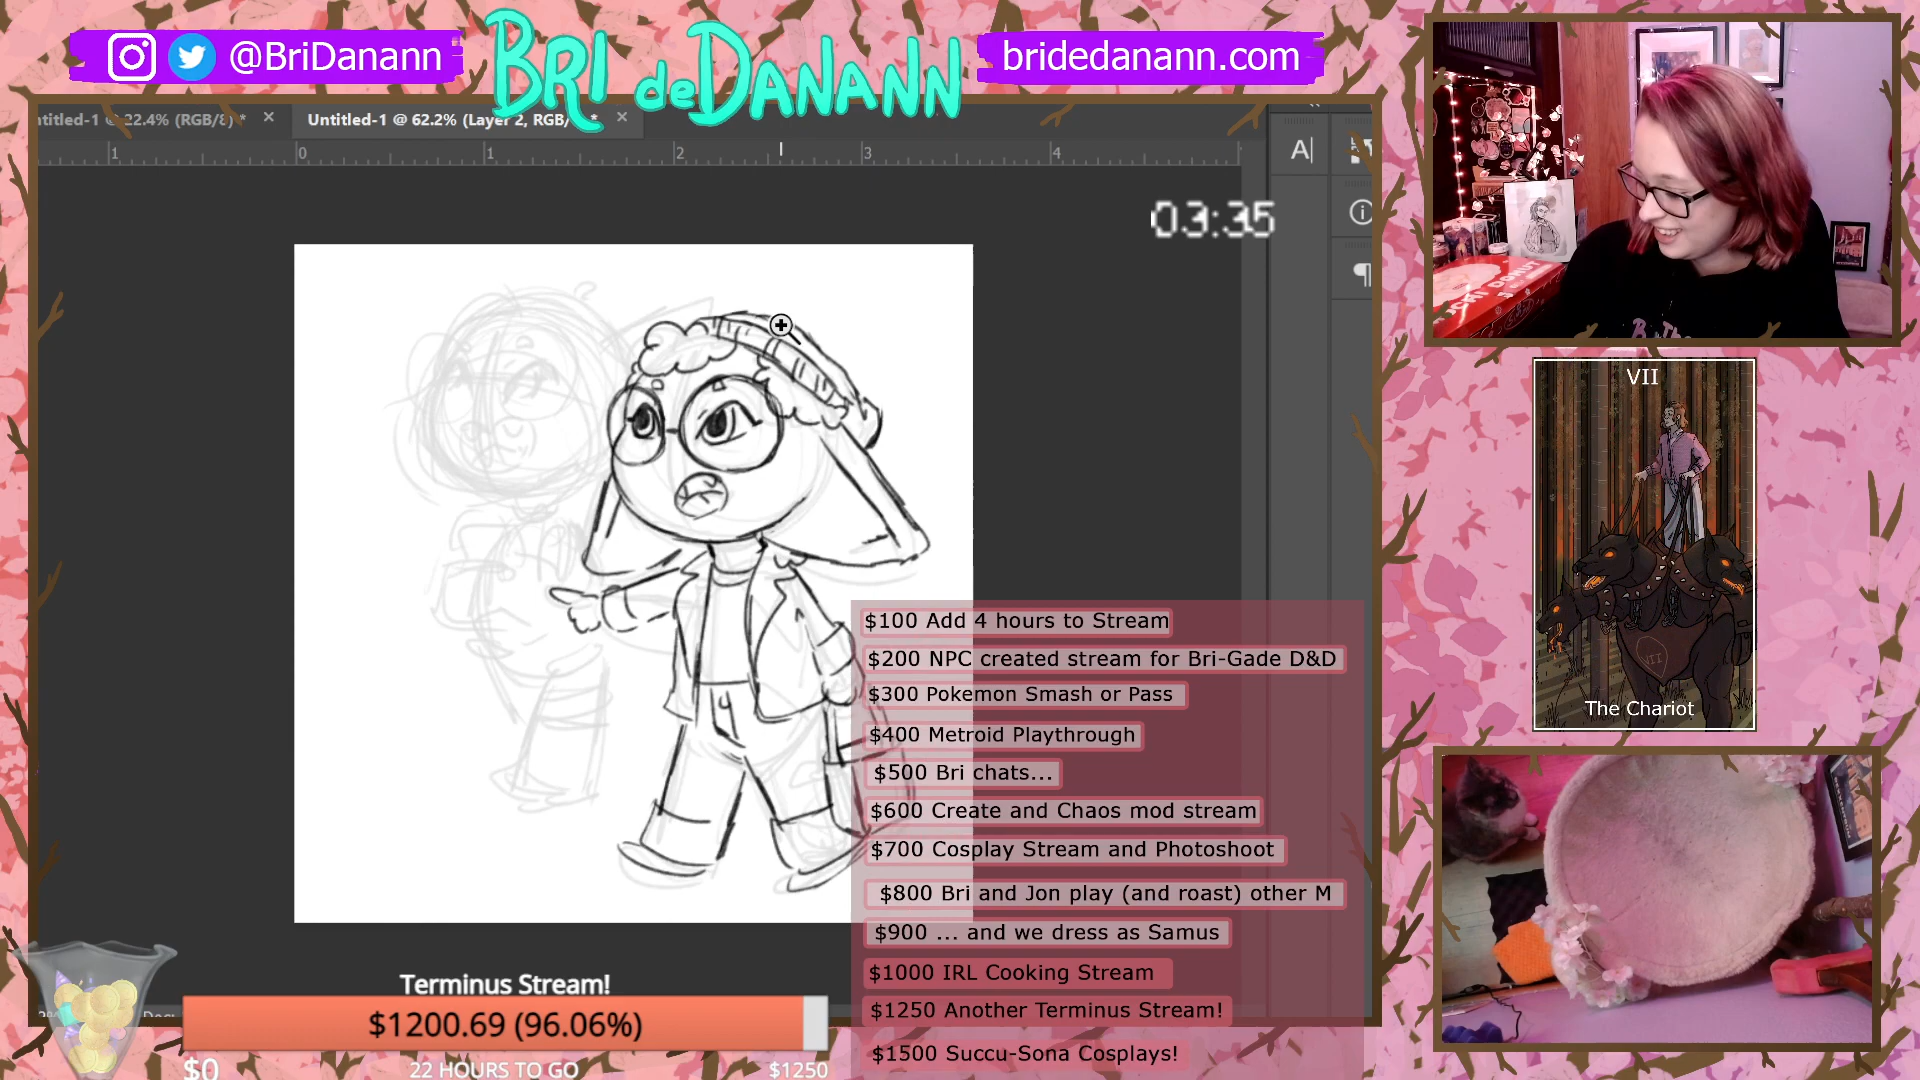 @BriDanann
BRI deDANANN
bridedanann.com
ntitled-1 @ 22.4% (RGB/8) *
Untitled-1 @ 62.2% (Layer 2, RGB/ *
1 0 1 2 3 4
A|
03:35
VII
VII
The Chariot
$100 Add 4 hours to Stream
$200 NPC created stream for Bri-Gade D&D
$300 Pokemon Smash or Pass
$400 Metroid Playthrough
$500 Bri chats...
$600 Create and Chaos mod stream
$700 Cosplay Stream and Photoshoot
$800 Bri and Jon play (and roast) other M
$900 ... and we dress as Samus
$1000 IRL Cooking Stream
$1250 Another Terminus Stream!
$1500 Succu-Sona Cosplays!
Terminus Stream!
$1200.69 (96.06%)
$0 22 HOURS TO GO $1250